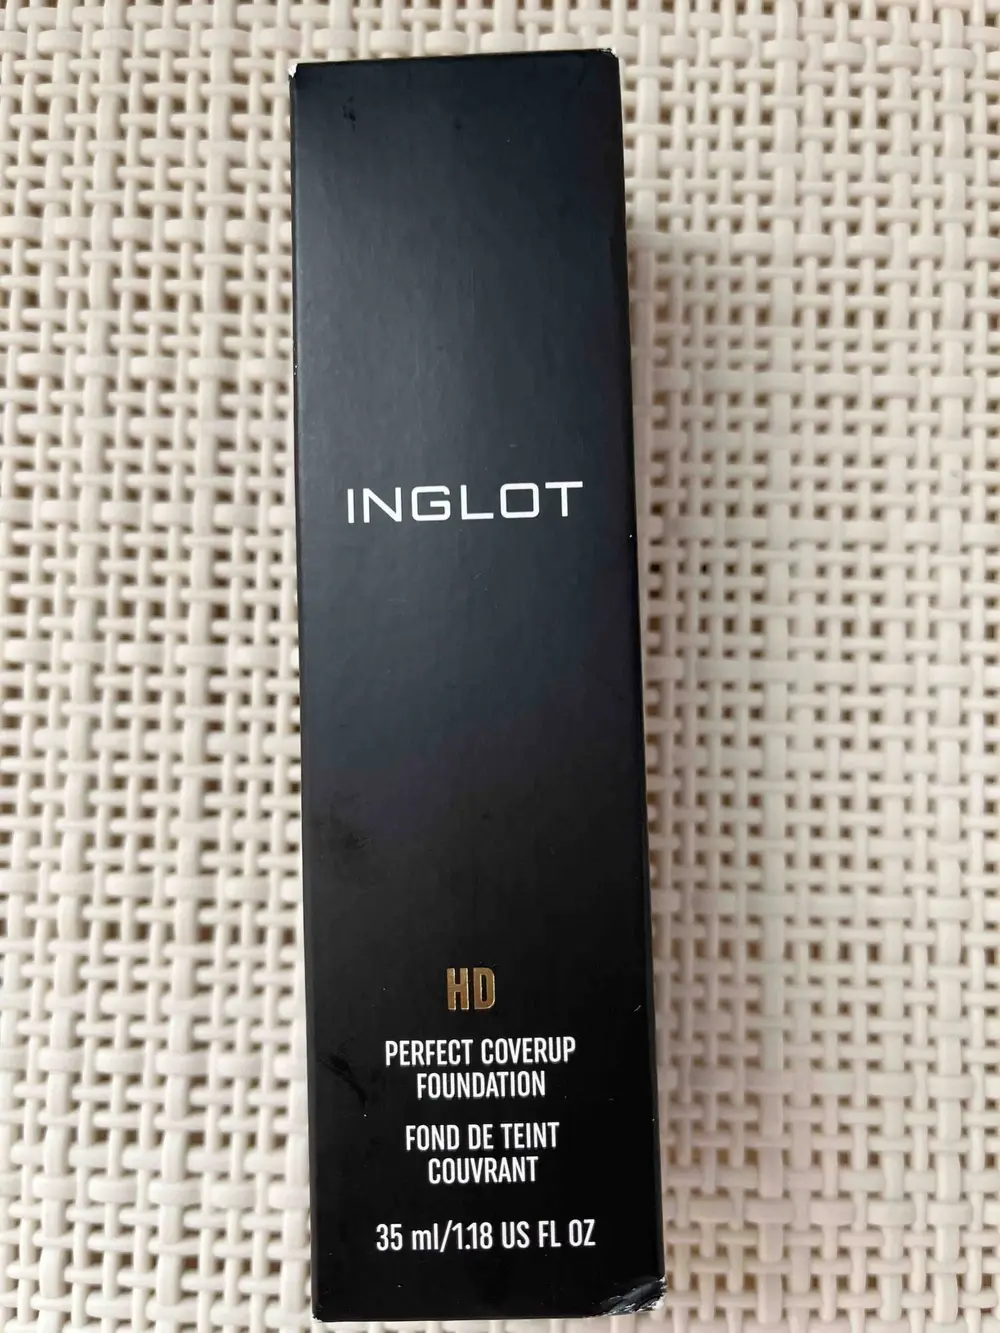 INGLOT
HD
PERFECT COVERUP
FOUNDATION
FOND DE TEINT
COUVRANT
35 ml/1.18 US FL OZ